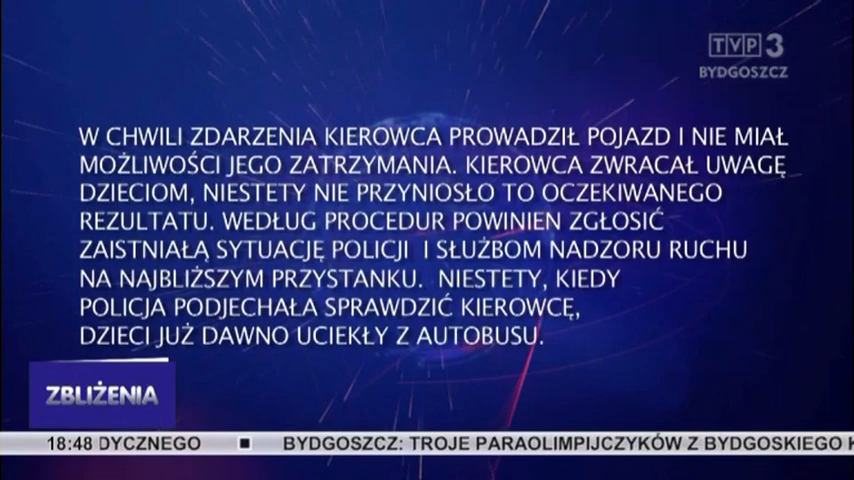 TVP3
BYDGOSZCZ
W CHWILI ZDARZENIA KIEROWCA PROWADZIŁ POJAZD I NIE MIAŁ
MOŻLIWOŚCI JEGO ZATRZYMANIA. KIEROWCA ZWRACAŁ UWAGĘ
DZIECIOM, NIESTETY NIE PRZYNIOSŁO TO OCZEKIWANEGO
REZULTATU. WEDŁUG PROCEDUR POWINIEN ZGŁOSIĆ
ZAISTNIAŁĄ SYTUACJĘ POLICJI I SŁUŻBOM NADZORU RUCHU
NA NAJBLIŻSZYM PRZYSTANKU. NIESTETY, KIEDY
POLICJA PODJECHAŁA SPRAWDZIĆ KIEROWCĘ,
DZIECI JUŻ DAWNO UCIEKŁY Z AUTOBUSU.
ZBLIŻENIA
18:48 DYCZNEGO ■ BYDGOSZCZ: TROJE PARAOLIMPIJCZYKÓW Z BYDGOSKIEGO K